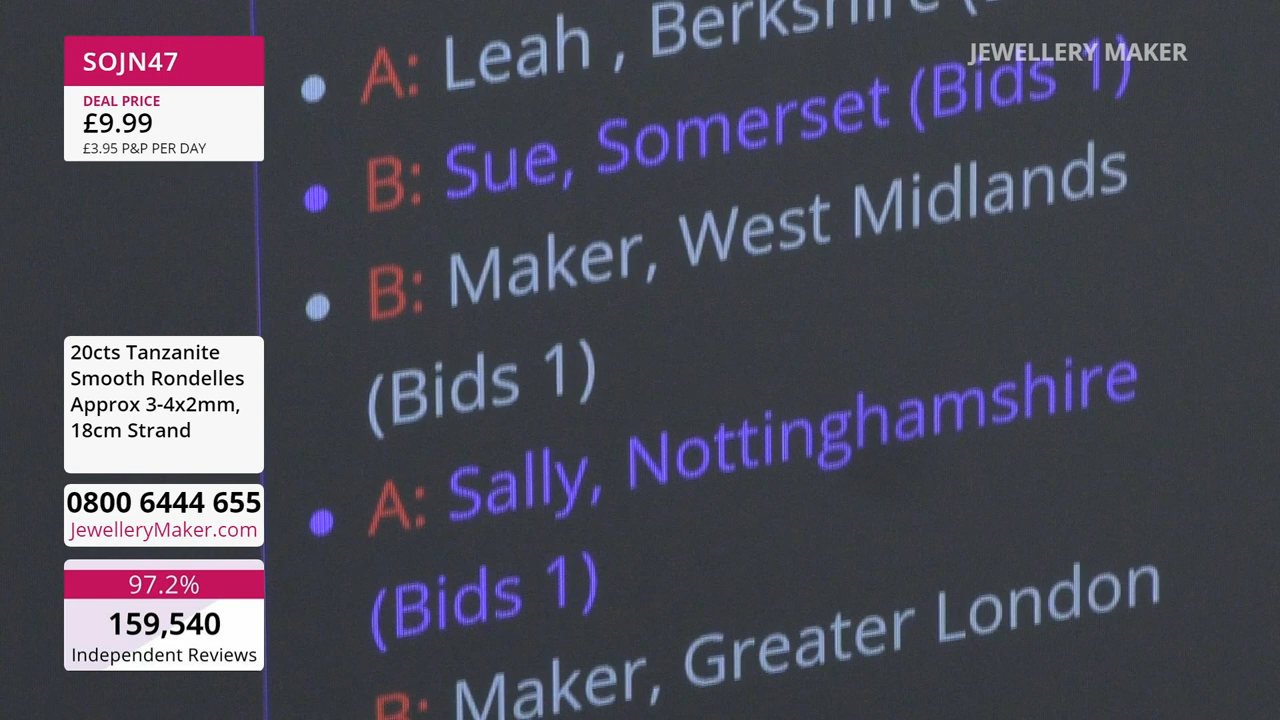 SOJN47
DEAL PRICE
£9.99
£3.95 P&P PER DAY
20cts Tanzanite
Smooth Rondelles
Approx 3-4x2mm,
18cm Strand
0800 6444 655
JewelleryMaker.com
97.2%
159,540
Independent Reviews
JEWELLERY MAKER
A: Leah , Berkshire (
B: Sue, Somerset (Bids 1)
B: Maker, West Midlands
(Bids 1)
A: Sally, Nottinghamshire
(Bids 1)
B: Maker, Greater London